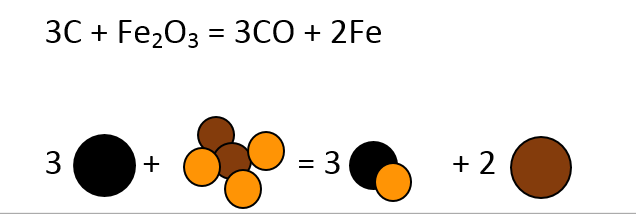 3C + Fe₂O₃ = 3CO + 2Fe
3 + = 3 + 2